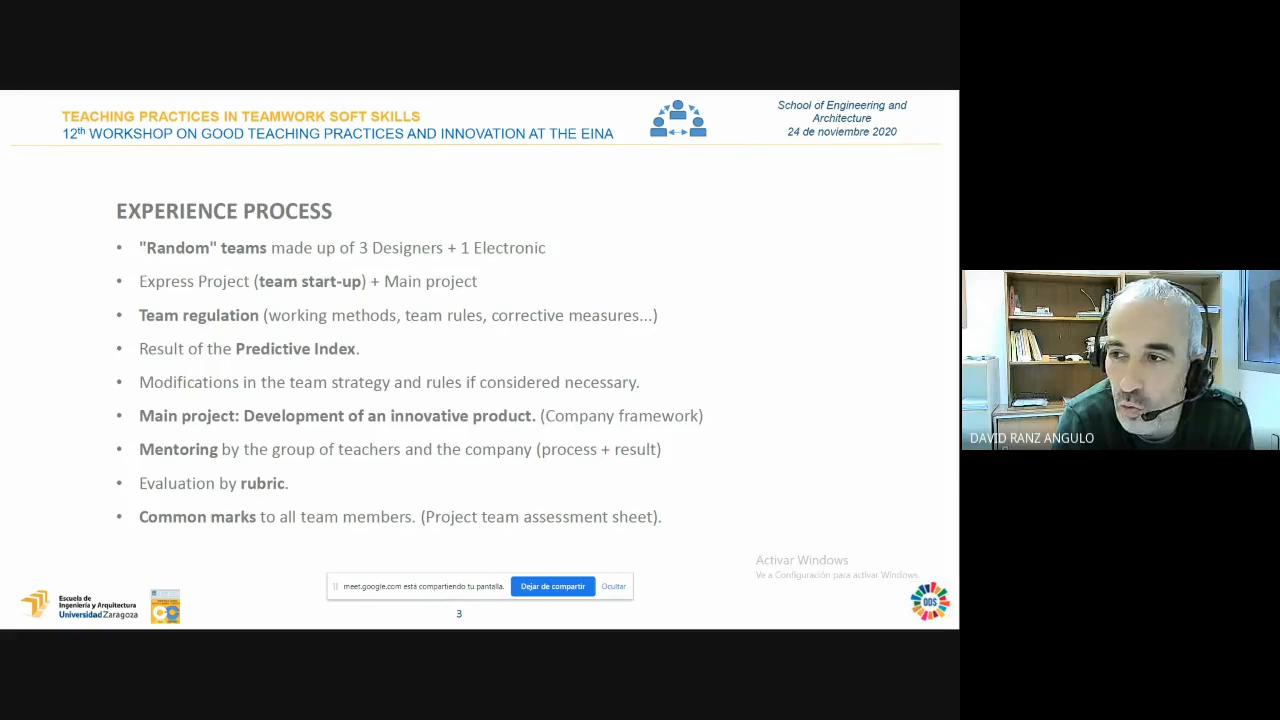 TEACHING PRACTICES IN TEAMWORK SOFT SKILLS
12th WORKSHOP ON GOOD TEACHING PRACTICES AND INNOVATION AT THE EINA
School of Engineering and
Architecture
24 de noviembre 2020
EXPERIENCE PROCESS
• "Random" teams made up of 3 Designers + 1 Electronic
• Express Project (team start-up) + Main project
• Team regulation (working methods, team rules, corrective measures...)
• Result of the Predictive Index.
• Modifications in the team strategy and rules if considered necessary.
• Main project: Development of an innovative product. (Company framework)
• Mentoring by the group of teachers and the company (process + result)
• Evaluation by rubric.
• Common marks to all team members. (Project team assessment sheet).
DAVID RANZ ANGULO
Activar Windows
Ve a Configuración para activar Windows.
meet.google.com está compartiendo tu pantalla.
Dejar de compartir
Ocultar
Escuela de
Ingeniería y Arquitectura
Universidad Zaragoza
3
ODS